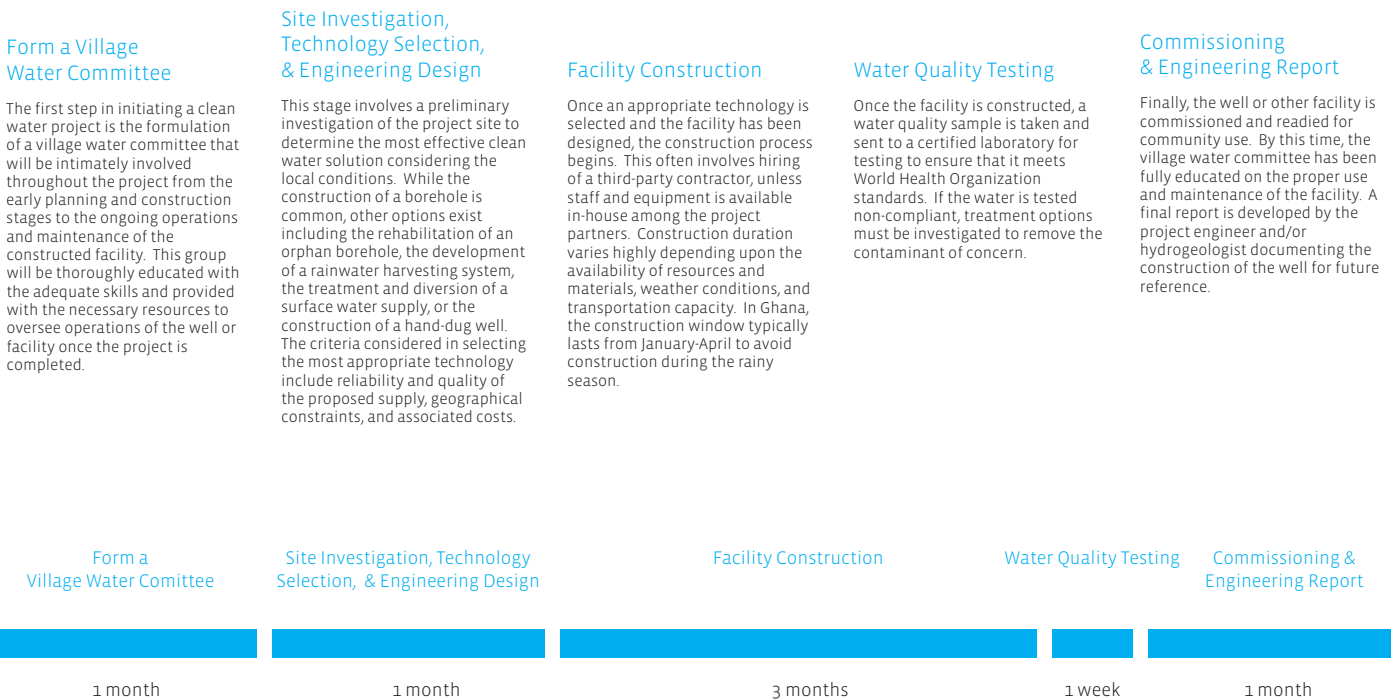 Form a Village
Water Committee
The first step in initiating a clean
water project is the formulation
of a village water committee that
will be intimately involved
throughout the project from the
early planning and construction
stages to the ongoing operations
and maintenance of the
constructed facility.  This group
will be thoroughly educated with
the adequate skills and provided
with the necessary resources to
oversee operations of the well or
facility once the project is
completed.
Site Investigation,
Technology Selection,
& Engineering Design
This stage involves a preliminary
investigation of the project site to
determine the most effective clean
water solution considering the
local conditions.  While the
construction of a borehole is
common, other options exist
including the rehabilitation of an
orphan borehole, the development
of a rainwater harvesting system,
the treatment and diversion of a
surface water supply, or the
construction of a hand-dug well.
The criteria considered in selecting
the most appropriate technology
include reliability and quality of
the proposed supply, geographical
constraints, and associated costs.
Facility Construction
Once an appropriate technology is
selected and the facility has been
designed, the construction process
begins.  This often involves hiring
of a third-party contractor, unless
staff and equipment is available
in-house among the project
partners.  Construction duration
varies highly depending upon the
availability of resources and
materials, weather conditions, and
transportation capacity.  In Ghana,
the construction window typically
lasts from January-April to avoid
construction during the rainy
season.
Water Quality Testing
Once the facility is constructed, a
water quality sample is taken and
sent to a certified laboratory for
testing to ensure that it meets
World Health Organization
standards.  If the water is tested
non-compliant, treatment options
must be investigated to remove the
contaminant of concern.
Commissioning
& Engineering Report
Finally, the well or other facility is
commissioned and readied for
community use.  By this time, the
village water committee has been
fully educated on the proper use
and maintenance of the facility.  A
final report is developed by the
project engineer and/or
hydrogeologist documenting the
construction of the well for future
reference.
Form a
Village Water Comittee
Site Investigation, Technology
Selection,  & Engineering Design
Facility Construction
Water Quality Testing
Commissioning &
Engineering Report
1 month
1 month
3 months
1 week
1 month